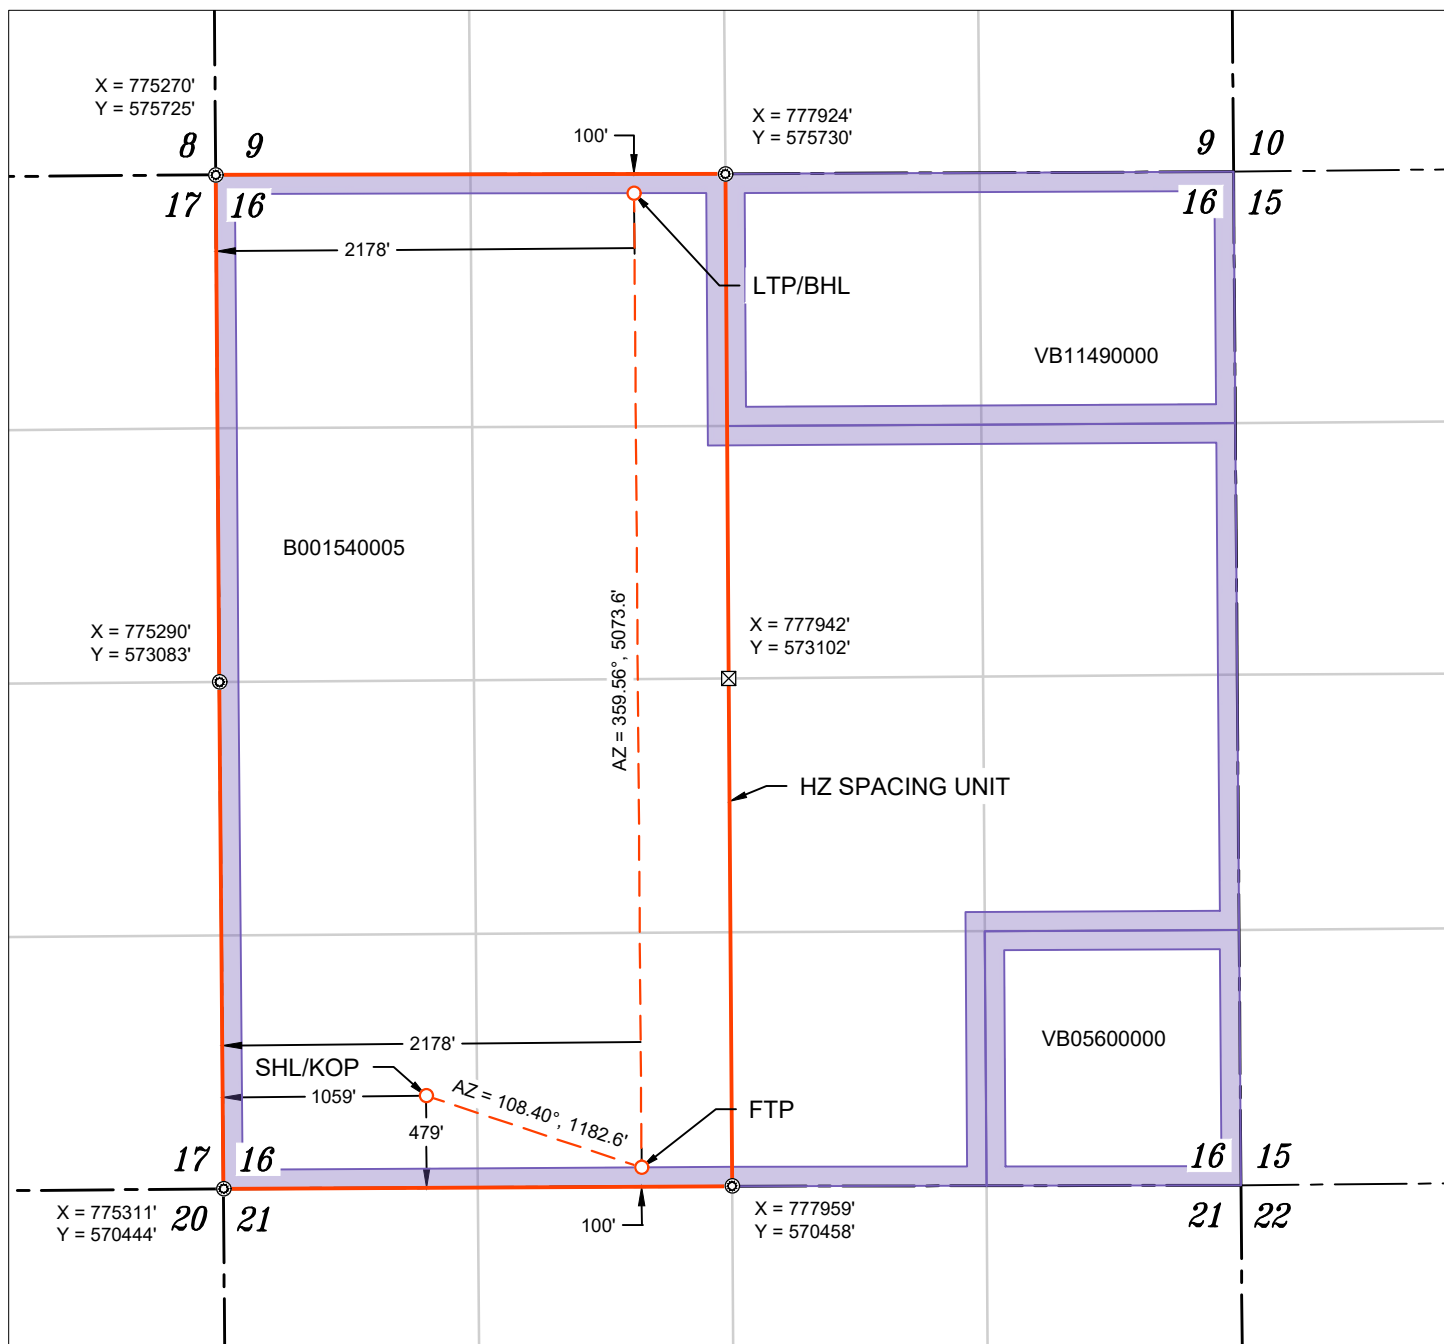 X = 775270'
Y = 575725'
X = 777924'
Y = 575730'
100'
8 9
9 10
17 16
16 15
2178'
LTP/BHL
VB11490000
B001540005
AZ = 359.56°, 5073.6'
X = 775290'
Y = 573083'
X = 777942'
Y = 573102'
HZ SPACING UNIT
2178'
VB05600000
SHL/KOP
1059'
AZ = 108.40°, 1182.6'
FTP
479'
17 16
16 15
X = 775311'
Y = 570444'
20 21
100'
X = 777959'
Y = 570458'
21 22